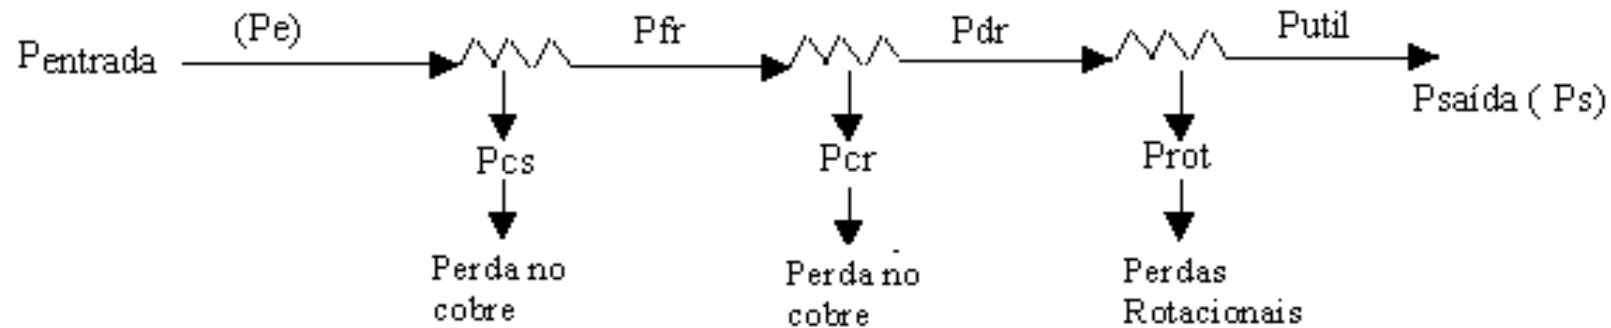 Pentrada
(Pe)
Pfr
Pdr
Putil
Psaída ( Ps)
Pcs
Pcr
Prot
Perda no
cobre
Perda no
cobre
Perdas
Rotacionais